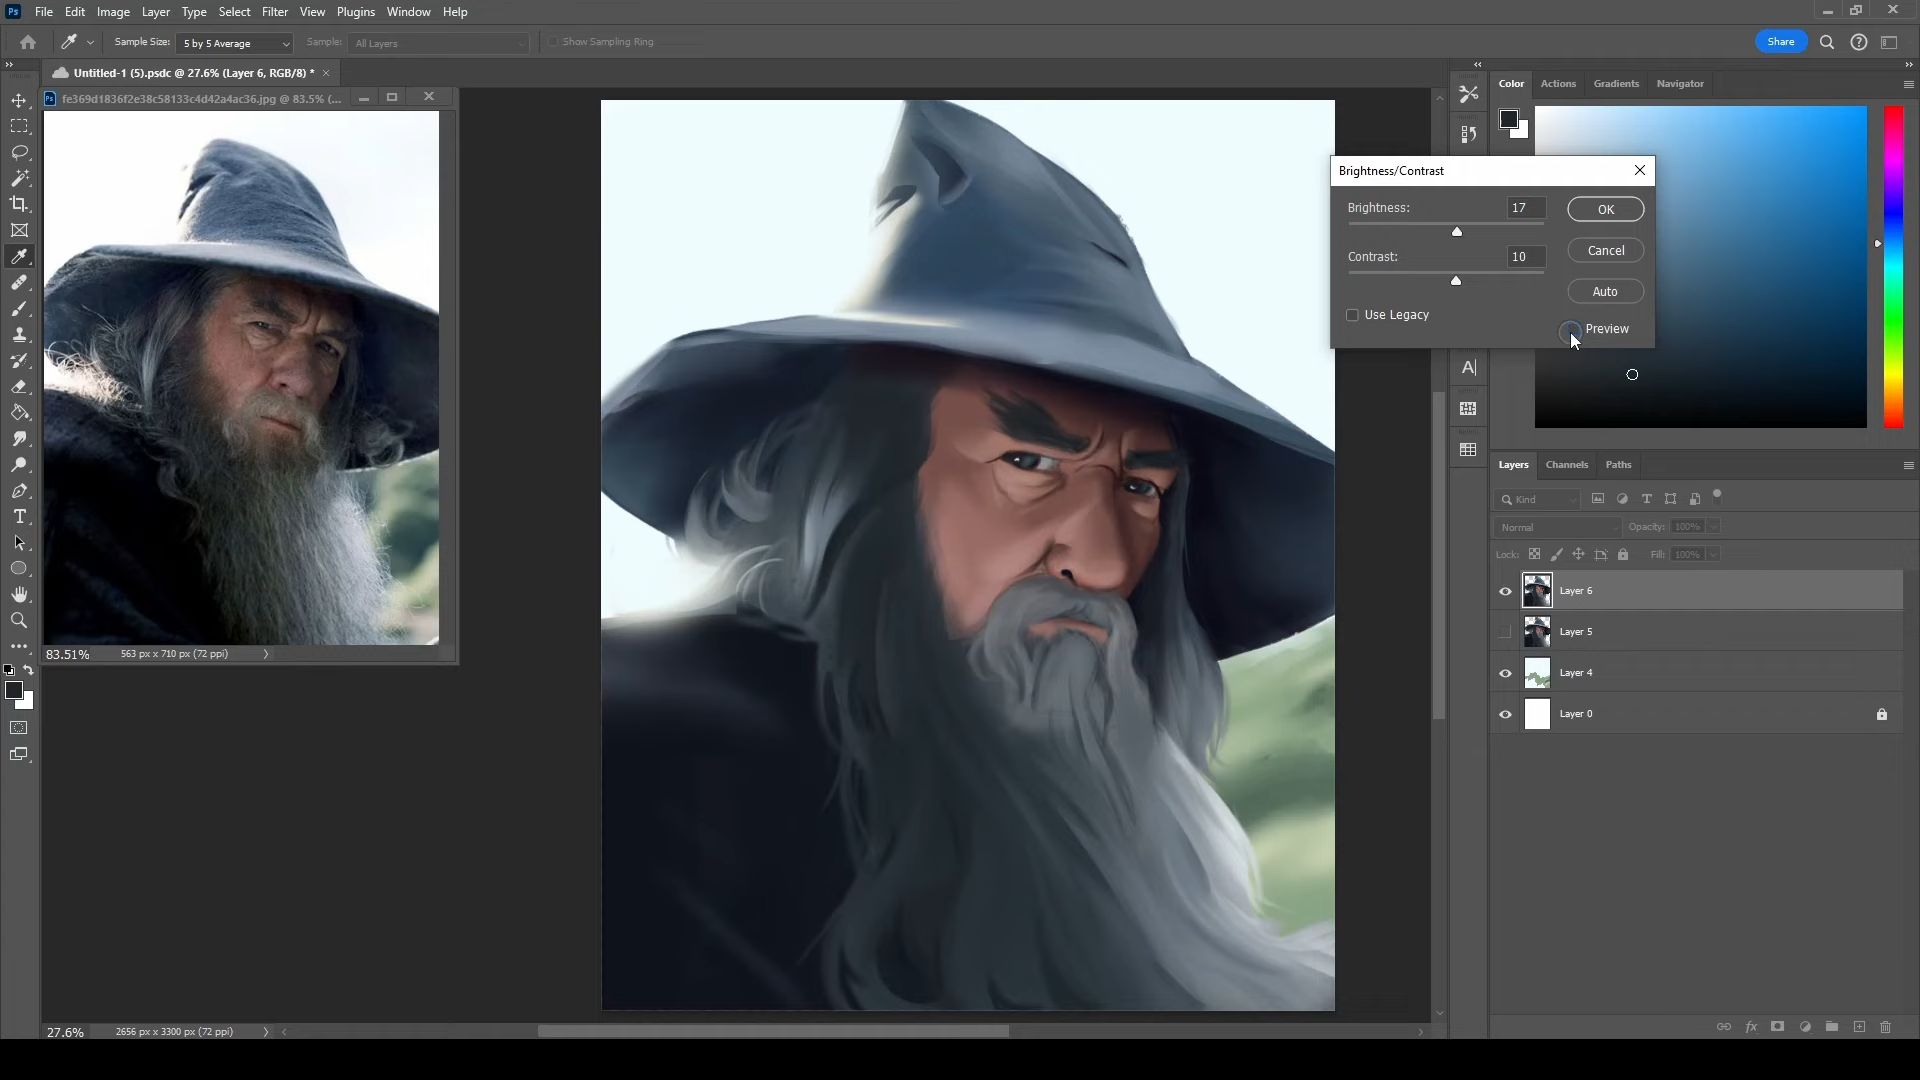 Ps File Edit Image Layer Type Select Filter View Plugins Window Help
Sample Size: 5 by 5 Average Sample: All Layers Show Sampling Ring Share
Untitled-1 (5).psdc @ 27.6% (Layer 6, RGB/8) *
fe369d1836f2e38c58133c4d42a4ac36.jpg @ 83.5% (...
Color Actions Gradients Navigator
Brightness/Contrast
Brightness: 17
OK
Contrast: 10
Cancel
Auto
Use Legacy
Preview
A
Layers Channels Paths
Kind
Normal Opacity: 100%
Lock: Fill: 100%
Layer 6
Layer 5
Layer 4
Layer 0
T
83.51% 563 px x 710 px (72 ppi)
fx
27.6% 2656 px x 3300 px (72 ppi)